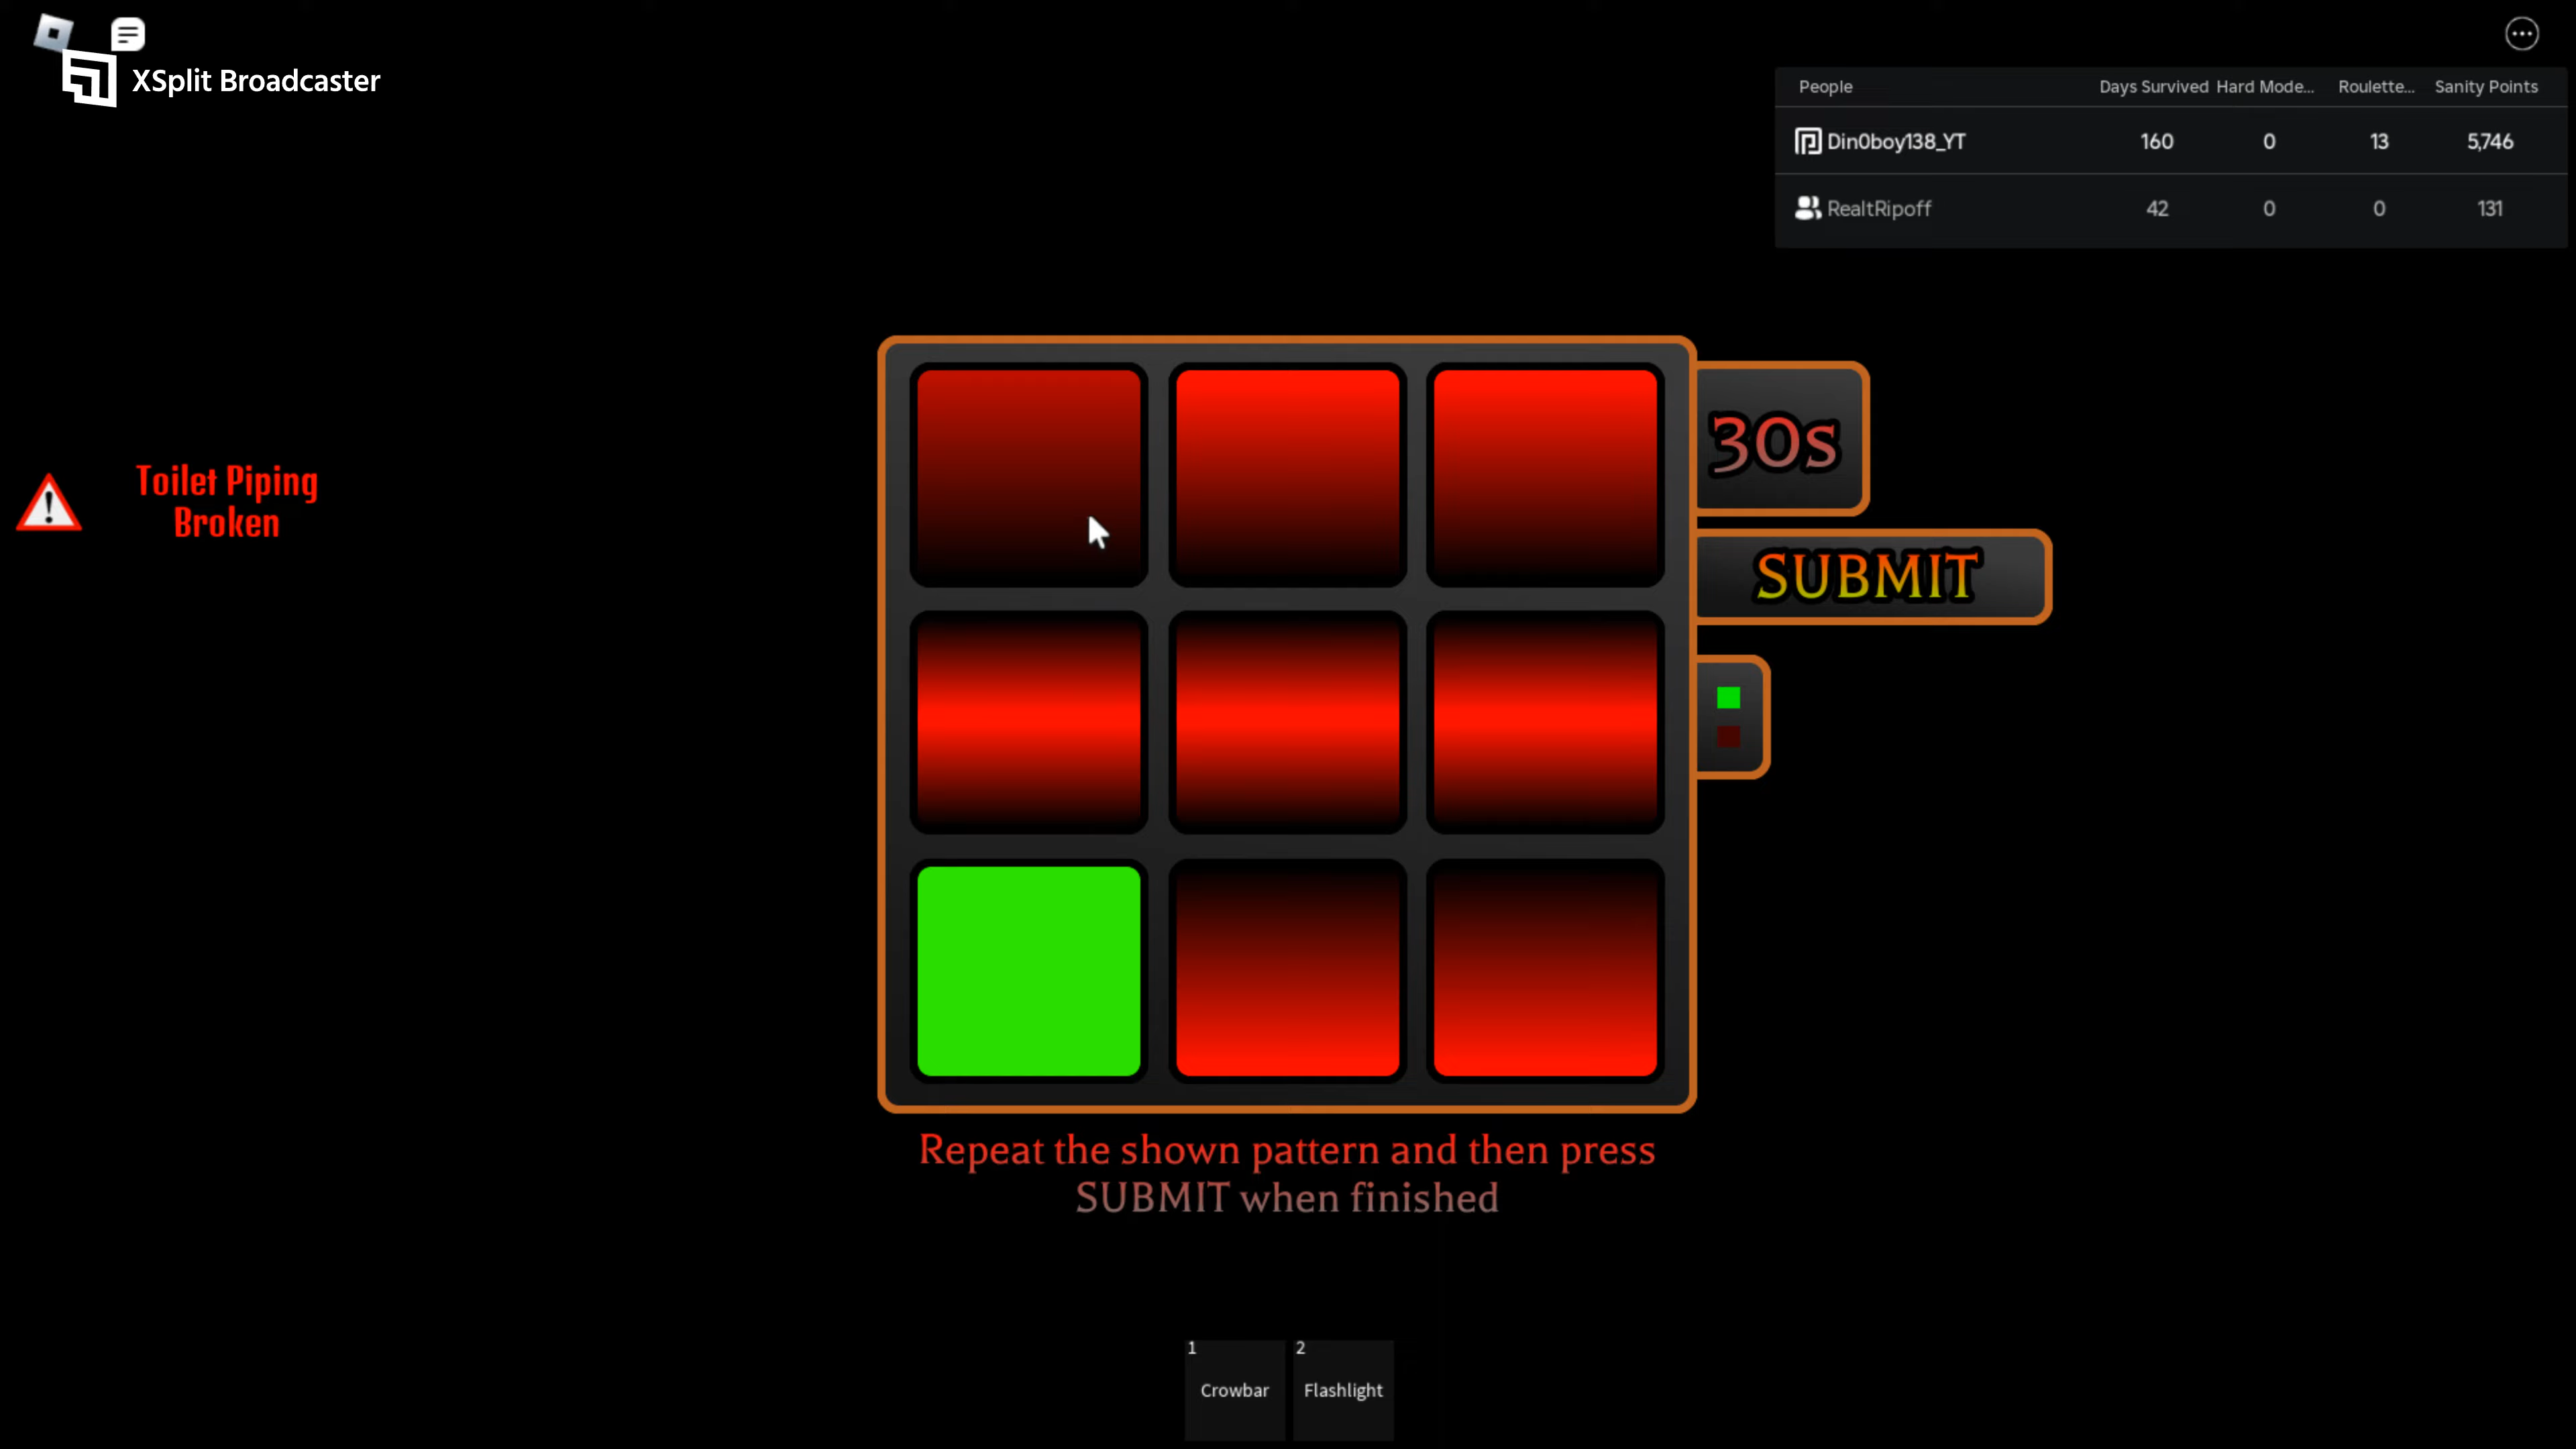 XSplit Broadcaster
People Days Survived Hard Mode... Roulette... Sanity Points
Din0boy138_YT 160 0 13 5,746
RealtRipoff 42 0 0 131
30s
Toilet Piping
Broken
SUBMIT
Repeat the shown pattern and then press
SUBMIT when finished
1 2
Crowbar Flashlight